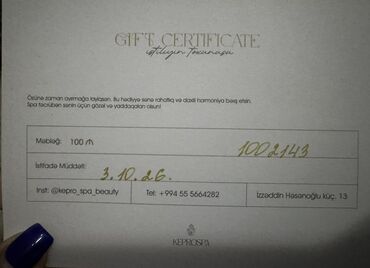 GIFT CERTIFICATE
istiliyin toxunuşu
Özünə zaman ayırmağa layiqsən. Bu hədiyyə sənə rahatlıq və daxili harmoniya bəxş etsin.
Spa təcrübən sənin üçün gözəl və yaddaqalan olsun!
Məbləğ: 100 ₼ 1002143
İstifadə Müddəti: 3.10.26.
Inst: @kepro_spa_beauty Tel: +994 55 5664282 İzzəddin Həsənoğlu küç. 13
KEPROSPA